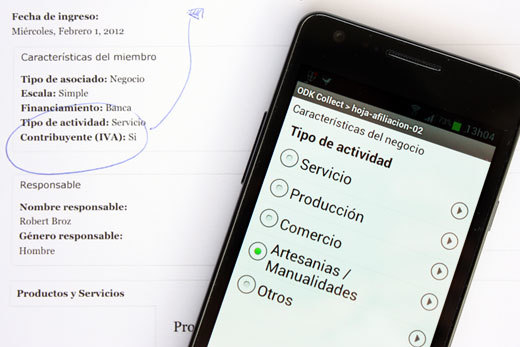 Fecha de ingreso:
Miércoles, Febrero 1, 2012
Características del miembro
Tipo de asociado: Negocio
Escala: Simple
Financiamiento: Banca
Tipo de actividad: Servicio
Contribuyente (IVA): Si
Responsable
Nombre responsable:
Robert Broz
Género responsable:
Hombre
Productos y Servicios
Pro
73% 13h04
ODK Collect > hoja-afiliacion-02
Características del negocio
Tipo de actividad
Servicio
Producción
Comercio
Artesanias /
Manualidades
Otros